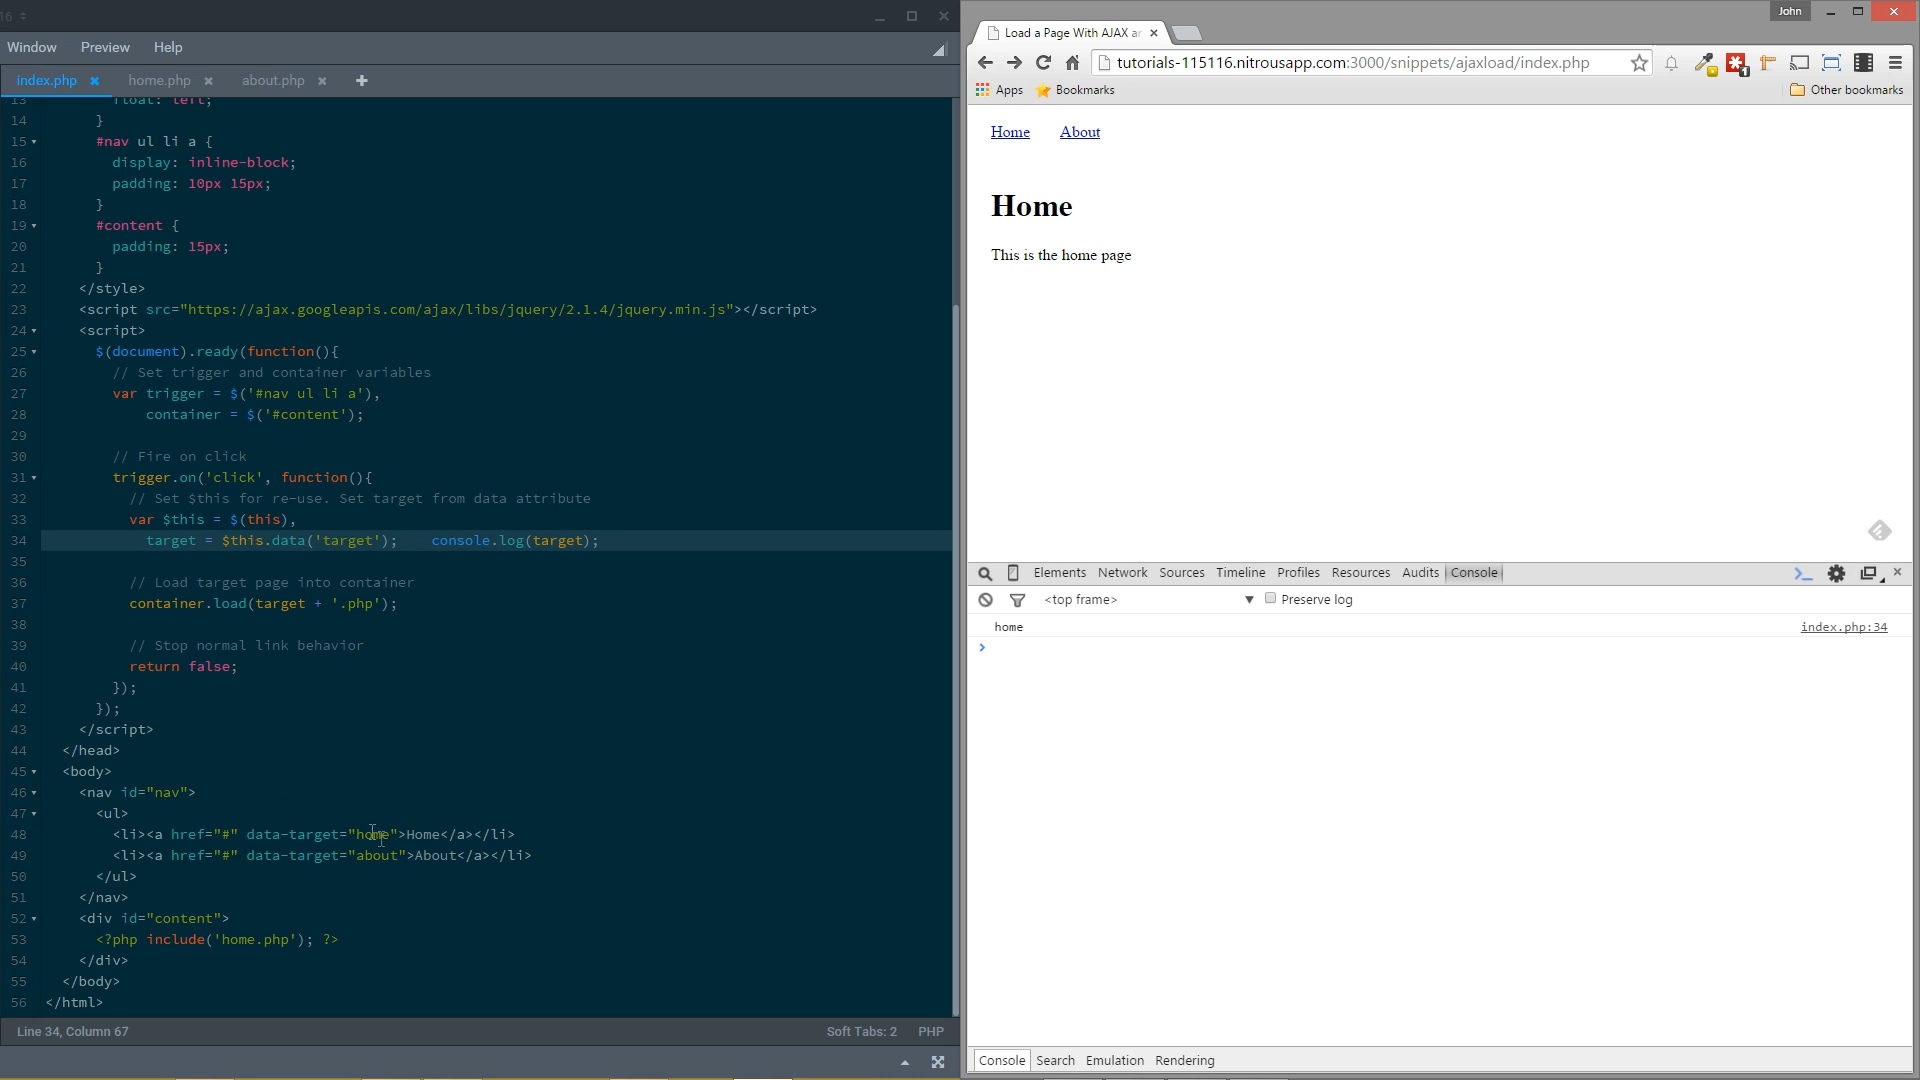 16
Window Preview Help
index.php home.php about.php
13 float: left;
14 }
15 #nav ul li a {
16 display: inline-block;
17 padding: 10px 15px;
18 }
19 #content {
20 padding: 15px;
21 }
22 </style>
23 <script src="https://ajax.googleapis.com/ajax/libs/jquery/2.1.4/jquery.min.js"></script>
24 <script>
25 $(document).ready(function(){
26 // Set trigger and container variables
27 var trigger = $('#nav ul li a'),
28 container = $('#content');
29
30 // Fire on click
31 trigger.on('click', function(){
32 // Set $this for re-use. Set target from data attribute
33 var $this = $(this),
34 target = $this.data('target');    console.log(target);
35
36 // Load target page into container
37 container.load(target + '.php');
38
39 // Stop normal link behavior
40 return false;
41 });
42 });
43 </script>
44 </head>
45 <body>
46 <nav id="nav">
47 <ul>
48 <li><a href="#" data-target="home">Home</a></li>
49 <li><a href="#" data-target="about">About</a></li>
50 </ul>
51 </nav>
52 <div id="content">
53 <?php include('home.php'); ?>
54 </div>
55 </body>
56 </html>
Line 34, Column 67 Soft Tabs: 2 PHP
John
Load a Page With AJAX ar
tutorials-115116.nitrousapp.com:3000/snippets/ajaxload/index.php
1
Apps Bookmarks Other bookmarks
Home About
Home
This is the home page
Elements Network Sources Timeline Profiles Resources Audits Console
<top frame> Preserve log
home index.php:34
Console Search Emulation Rendering